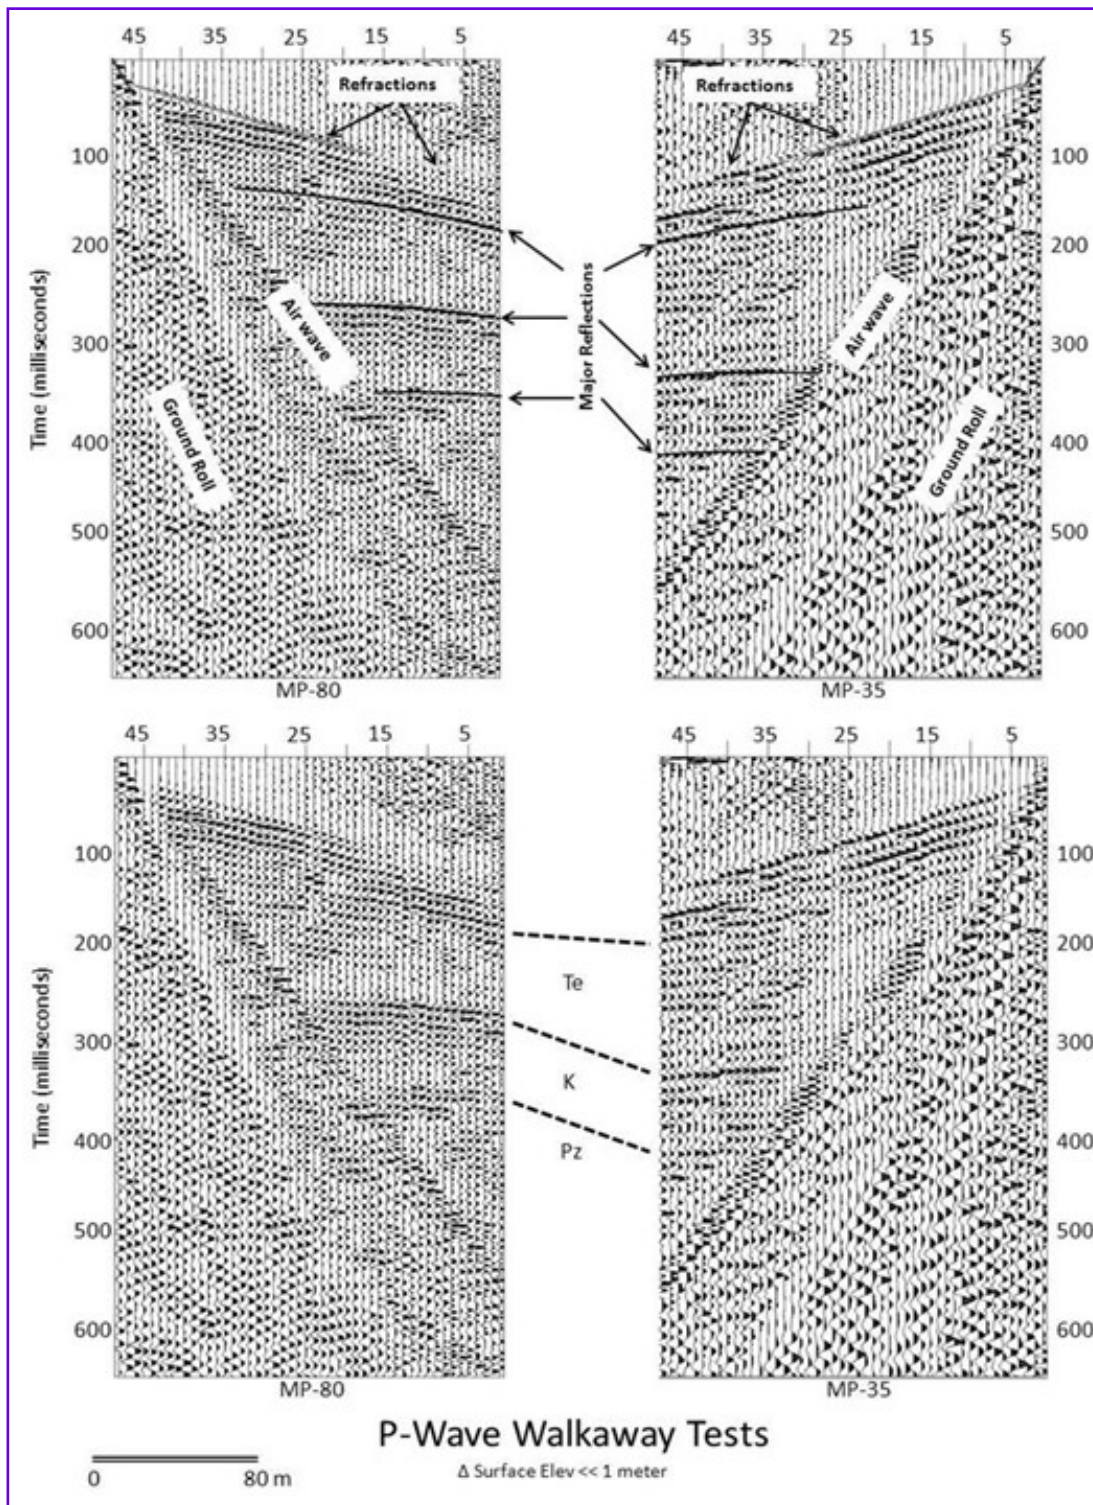 45 35 25 15 5
45 35 25 15 5
Refractions
Refractions
100
200
300
400
500
600
Time (milliseconds)
Air wave
Ground Roll
Major Reflections
Air wave
Ground Roll
100
200
300
400
500
600
MP-80
MP-35
45 35 25 15 5
45 35 25 15 5
100
200
300
400
500
600
Time (milliseconds)
Te
K
Pz
100
200
300
400
500
600
MP-80
MP-35
P-Wave Walkaway Tests
Δ Surface Elev << 1 meter
0 80 m